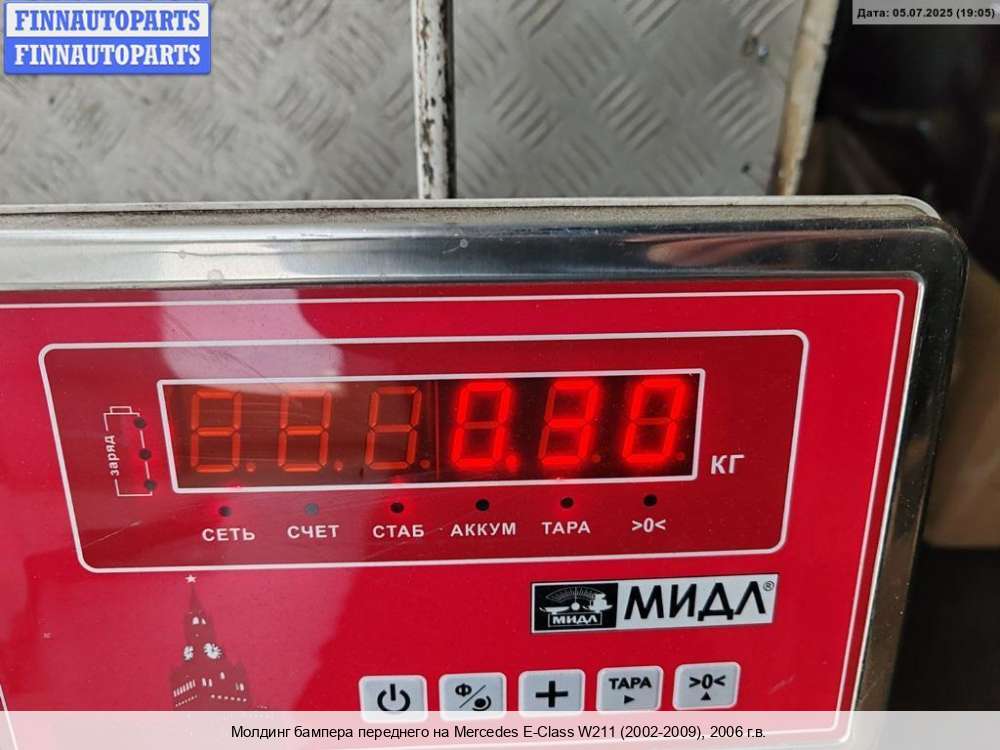 FINNAUTOPARTS
FINNAUTOPARTS
Дата: 05.07.2025 (19:05)
заряд
0.30
КГ
СЕТЬ СЧЕТ СТАБ АККУМ ТАРА >0<
МИДЛ МИДЛ®
Ф/ + ТАРА >0<
Молдинг бампера переднего на Mercedes E-Class W211 (2002-2009), 2006 г.в.